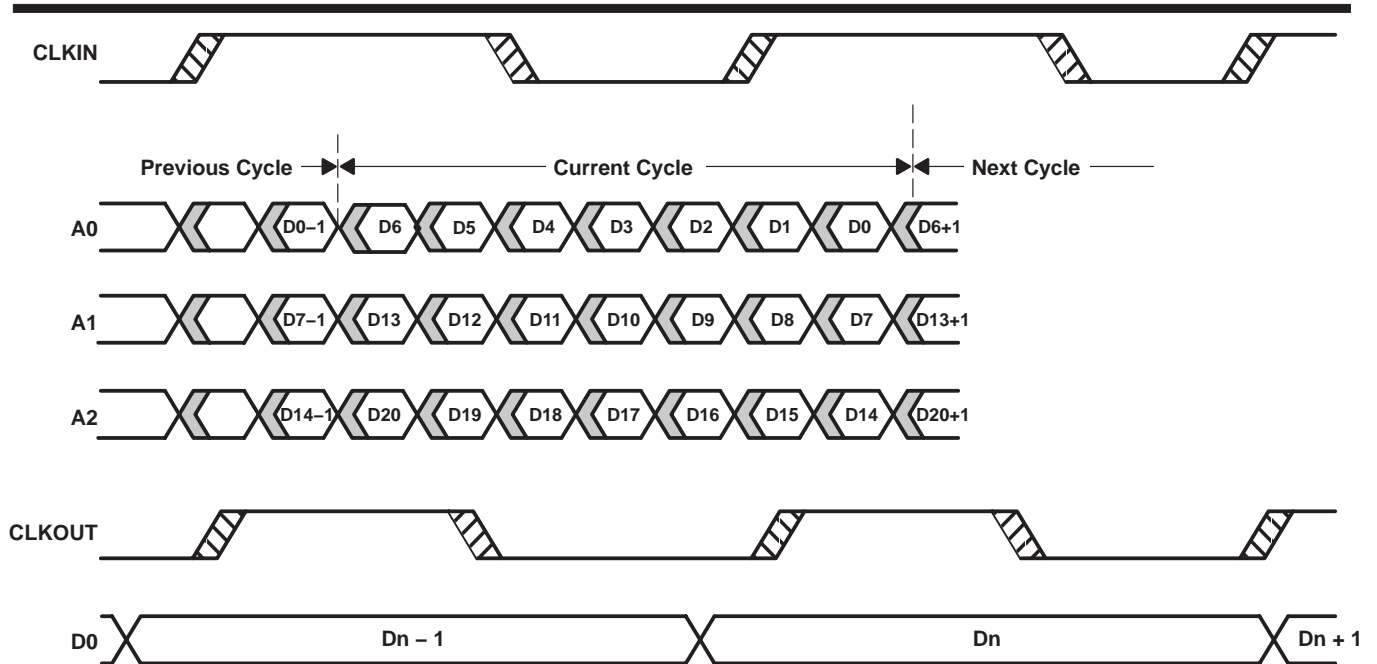 CLKIN
Previous Cycle Current Cycle Next Cycle
A0 D0–1 D6 D5 D4 D3 D2 D1 D0 D6+1
A1 D7–1 D13 D12 D11 D10 D9 D8 D7 D13+1
A2 D14–1 D20 D19 D18 D17 D16 D15 D14 D20+1
CLKOUT
D0 Dn – 1 Dn Dn + 1